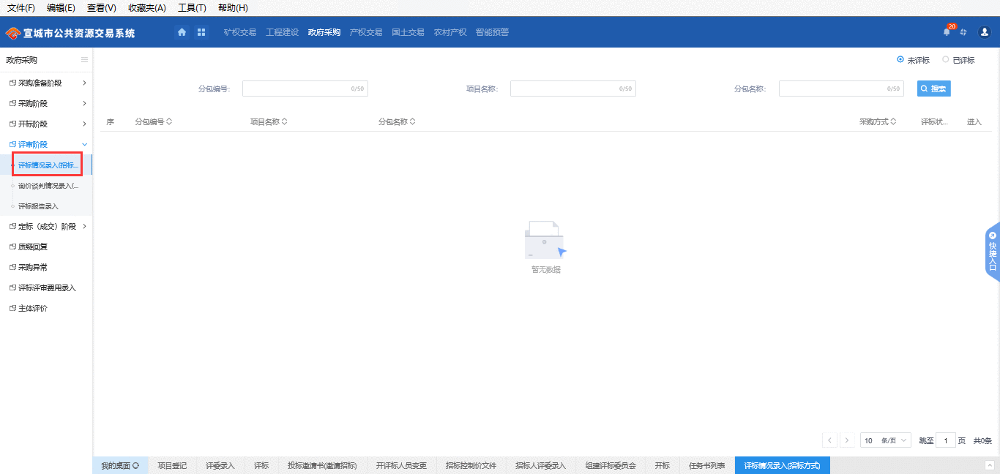 文件(F) 编辑(E) 查看(V) 收藏夹(A) 工具(T) 帮助(H)
宣城市公共资源交易系统 矿权交易 工程建设 政府采购 产权交易 国土交易 农村产权 智能预警 20
政府采购
未评标 已评标
采购准备阶段
采购阶段
开标阶段
评审阶段
评标情况录入(招标...
询价谈判情况录入(...
评标报告录入
定标（成交）阶段
质疑回复
采购异常
评标评审费用录入
主体评价
分包编号: 0/50 项目名称: 0/50 分包名称: 0/50 搜索
序 分包编号 项目名称 分包名称 采购方式 评标状... 进入
暂无数据
快捷入口
10 条/页 跳至 1 页 共0条
我的桌面 项目登记 评委录入 评标 投标邀请书(邀请招标) 开评标人员变更 招标控制价文件 招标人评委录入 组建评标委员会 开标 任务书列表 评标情况录入(招标方式)